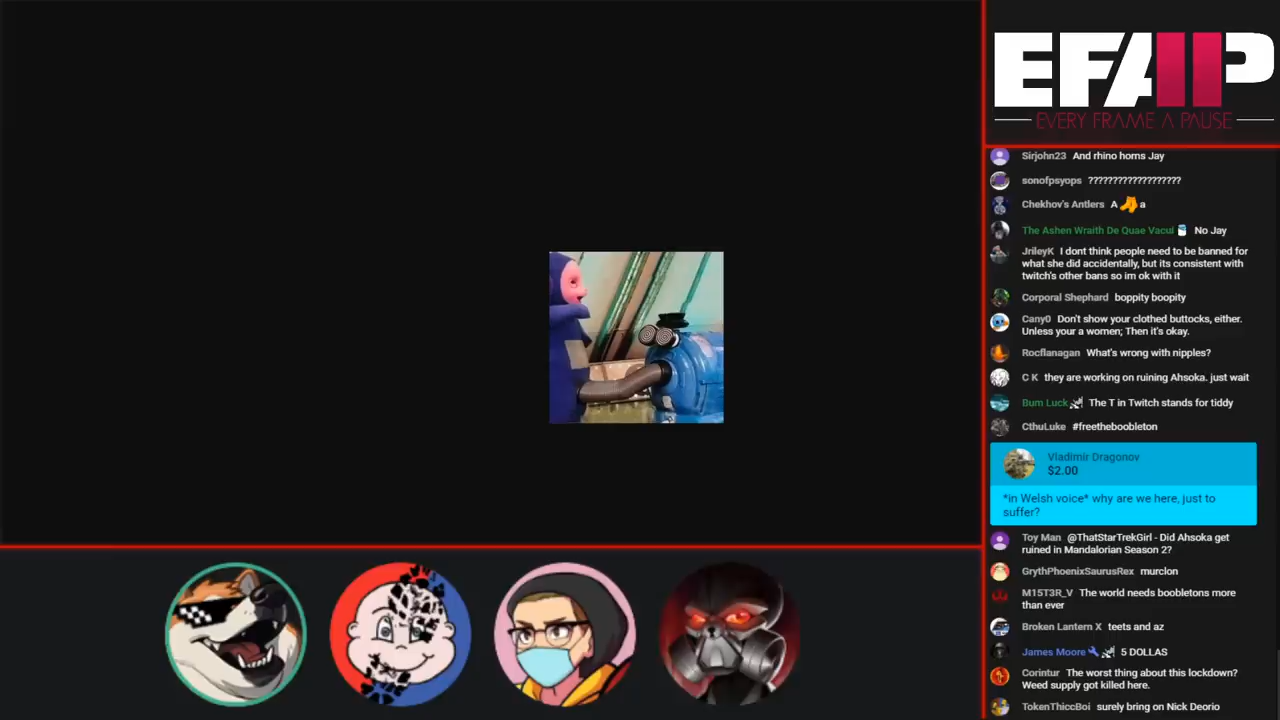 EFAP
EVERY FRAME A PAUSE
Sirjohn23 And rhino horns Jay
sonofpsyops ???????????????????
Chekhov's Antlers A a
The Ashen Wraith De Quae Vacui No Jay
JrileyK I dont think people need to be banned for
what she did accidentally, but its consistent with
twitch's other bans so im ok with it
Corporal Shephard boppity boopity
Cany0 Don't show your clothed buttocks, either.
Unless your a women; Then it's okay.
Rocflanagan What's wrong with nipples?
C K they are working on ruining Ahsoka. just wait
Bum Luck The T in Twitch stands for tiddy
CthuLuke #freetheboobleton
Vladimir Dragonov
$2.00
*in Welsh voice* why are we here, just to
suffer?
Toy Man @ThatStarTrekGirl - Did Ahsoka get
ruined in Mandalorian Season 2?
GrythPhoenixSaurusRex murclon
M15T3R_V The world needs boobletons more
than ever
Broken Lantern X teets and az
James Moore 5 DOLLAS
Corintur The worst thing about this lockdown?
Weed supply got killed here.
TokenThiccBoi surely bring on Nick Deorio